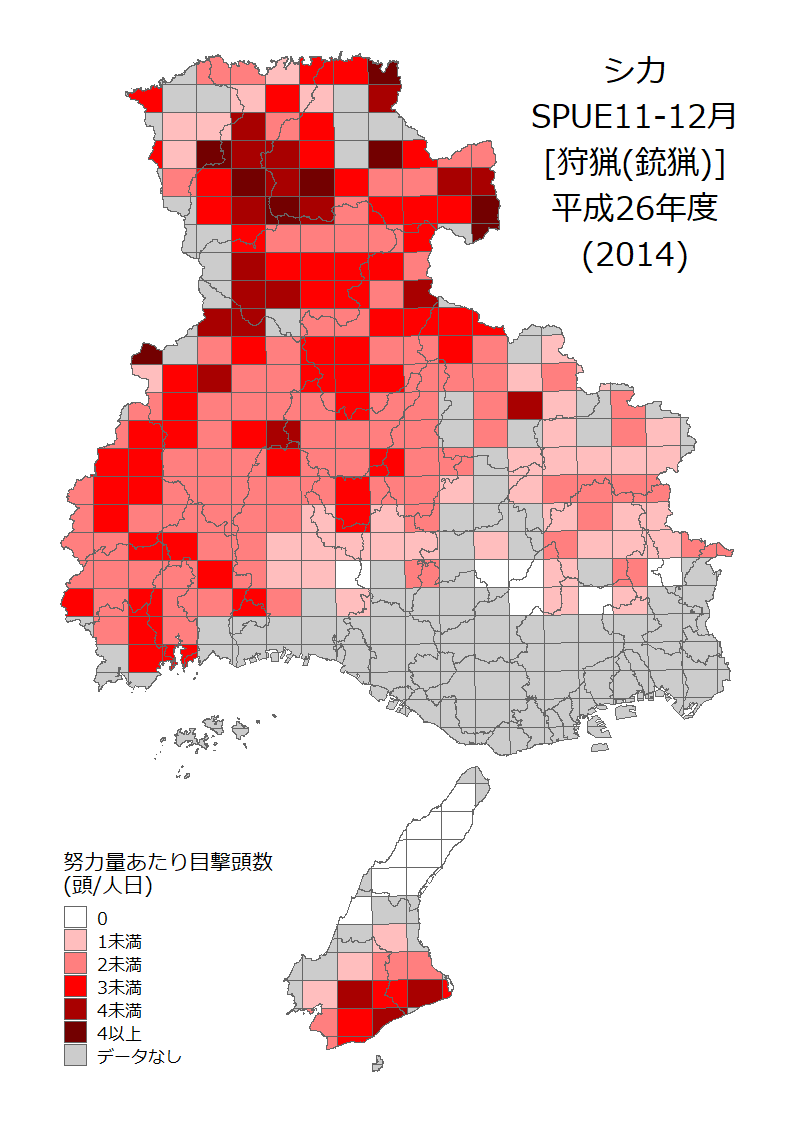 シカ
SPUE11-12月
[狩猟(銃猟)]
平成26年度
(2014)
努力量あたり目撃頭数
(頭/人日)
0
1未満
2未満
3未満
4未満
4以上
データなし